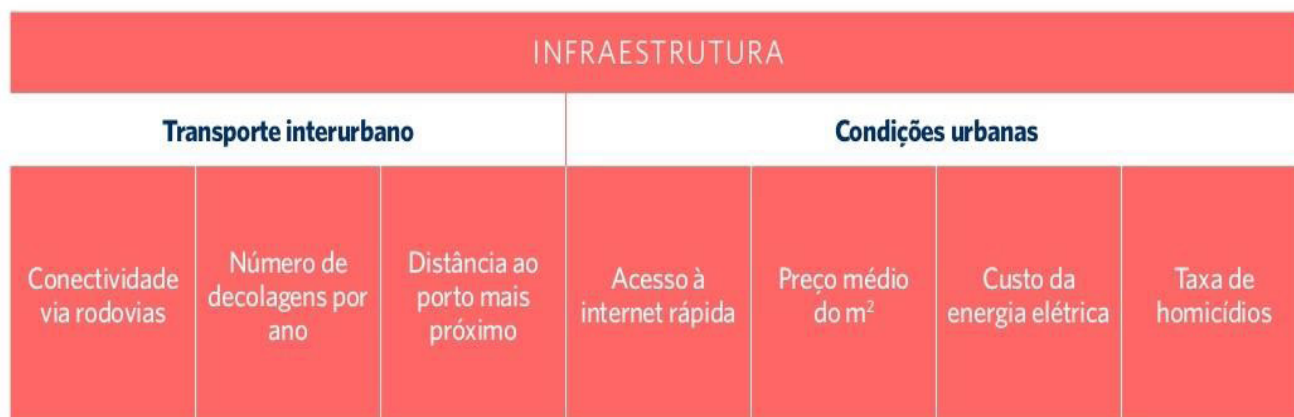 INFRAESTRUTURA
Transporte interurbano
Condições urbanas
Conectividade
via rodovias
Número de
decolagens por
ano
Distância ao
porto mais
próximo
Acesso à
internet rápida
Preço médio
do m²
Custo da
energia elétrica
Taxa de
homicídios